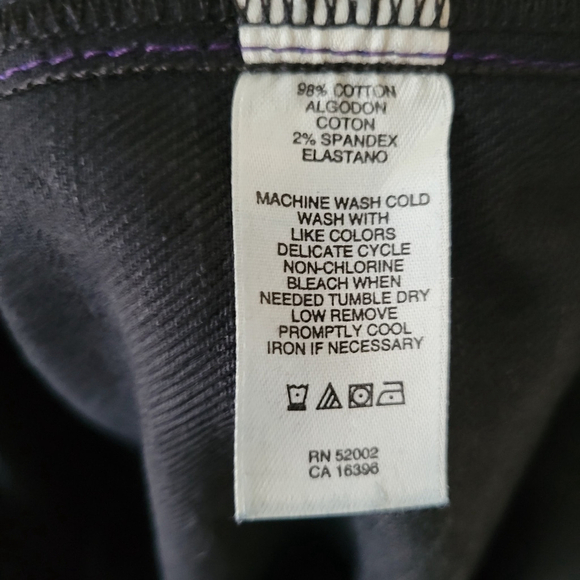 98% COTTON
ALGODON
COTON
2% SPANDEX
ELASTANO
MACHINE WASH COLD
WASH WITH
LIKE COLORS
DELICATE CYCLE
NON-CHLORINE
BLEACH WHEN
NEEDED TUMBLE DRY
LOW REMOVE
PROMPTLY COOL
IRON IF NECESSARY
RN 52002
CA 16396